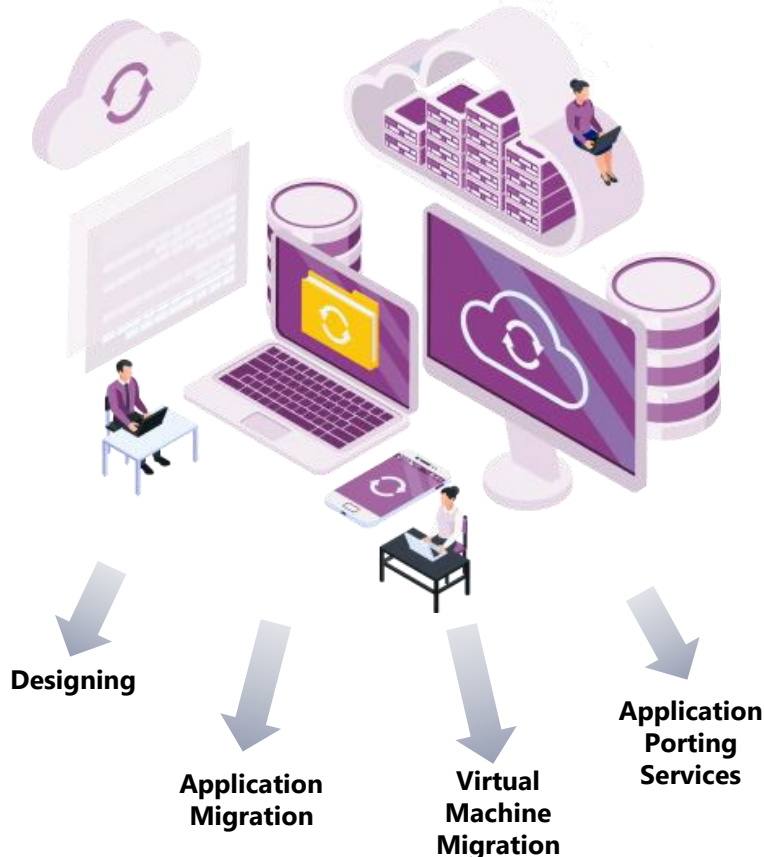 Designing
Application
Migration
Virtual
Machine
Migration
Application
Porting
Services